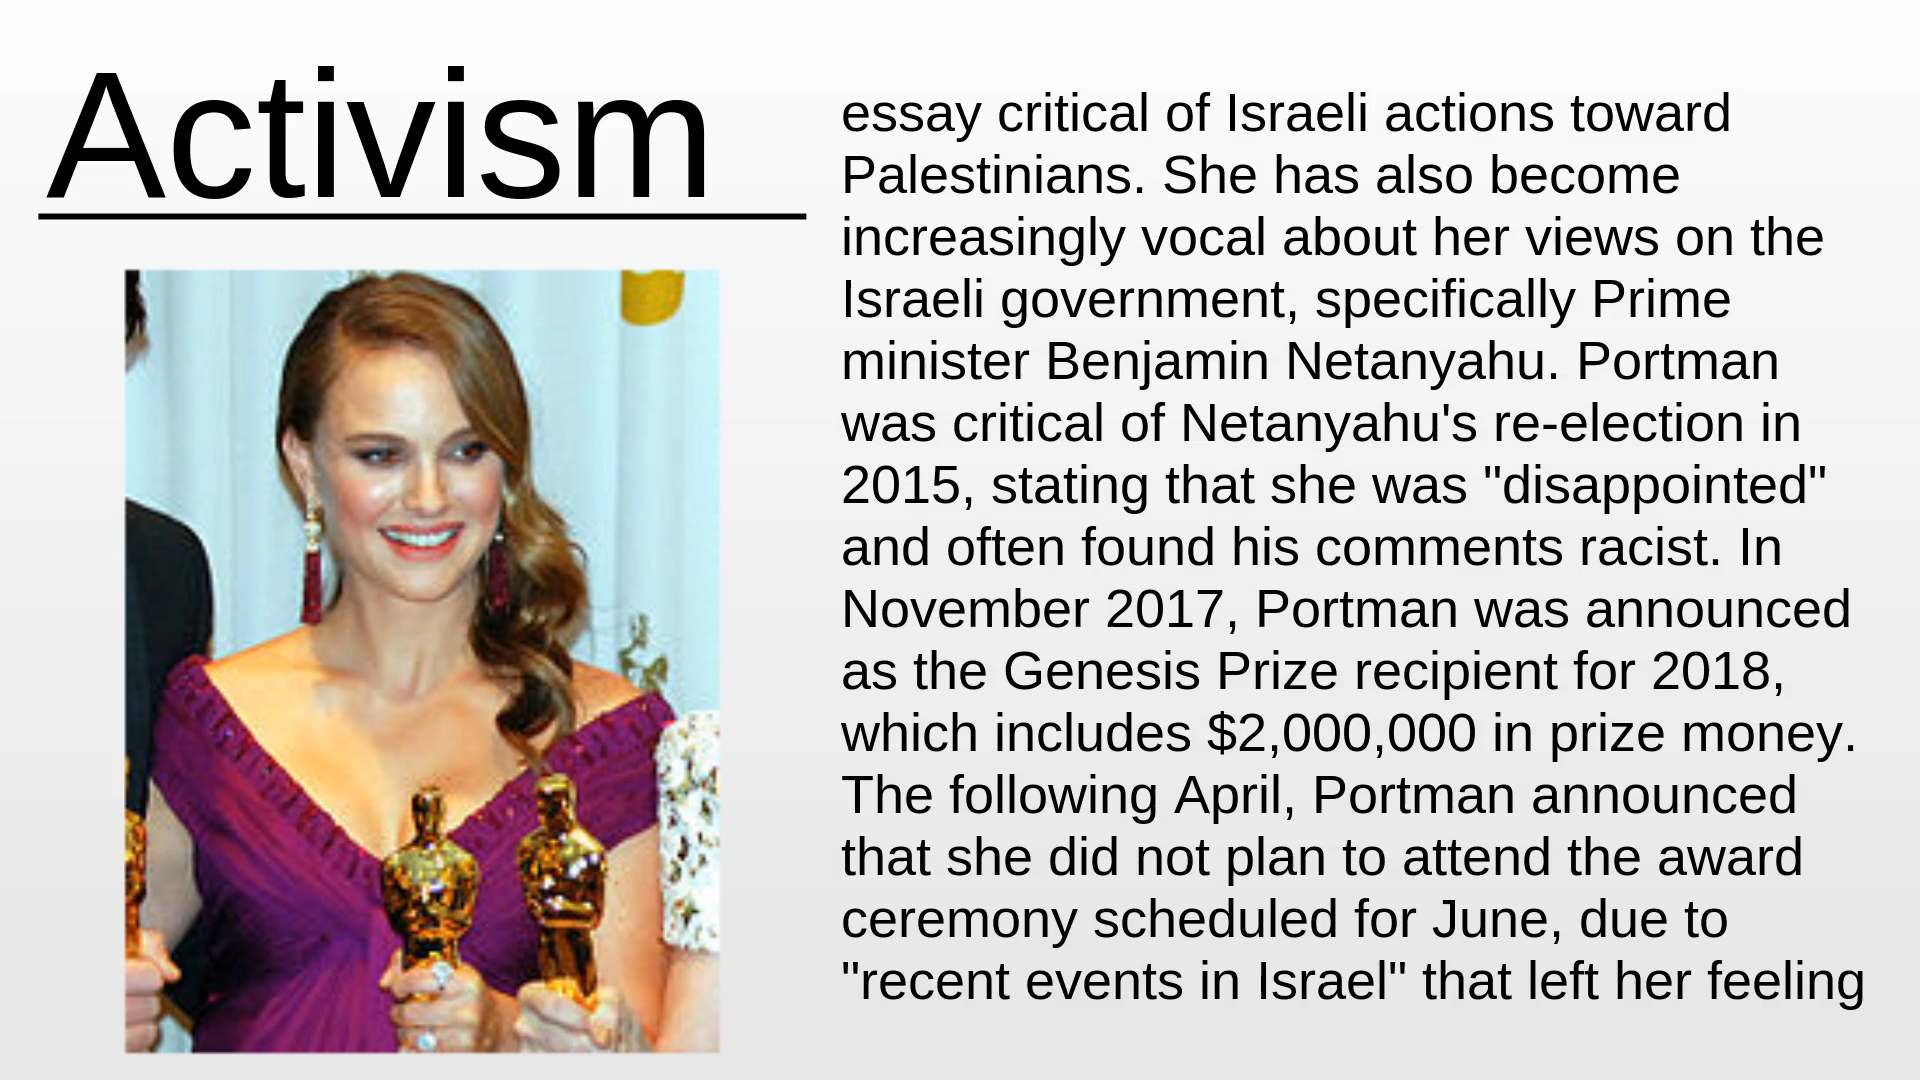 Activism
essay critical of Israeli actions toward
Palestinians. She has also become
increasingly vocal about her views on the
Israeli government, specifically Prime
minister Benjamin Netanyahu. Portman
was critical of Netanyahu's re-election in
2015, stating that she was "disappointed"
and often found his comments racist. In
November 2017, Portman was announced
as the Genesis Prize recipient for 2018,
which includes $2,000,000 in prize money.
The following April, Portman announced
that she did not plan to attend the award
ceremony scheduled for June, due to
"recent events in Israel" that left her feeling